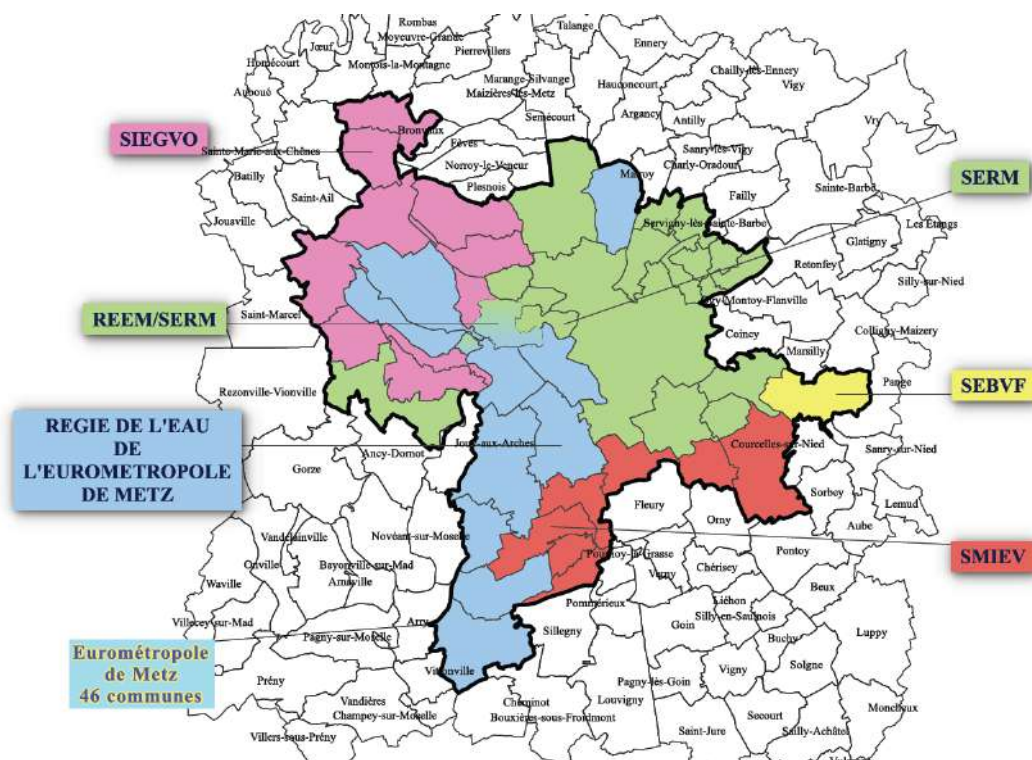 Rombas
Talange
Moyeuvre-Grande
Ennery
Jœuf
Pierrevillers
Homécourt
Montois-la-Montagne
Chailly-lès-Ennery
Marange-Silvange
Hauconcourt
Vigy
Auboué
Maizières-lès-Metz
Argancy
Semécourt
Antilly
Vry
Bronvaux
SIEGVO
Fèves
Sainte-Marie-aux-Chênes
Sanry-lès-Vigy
Norroy-le-Veneur
Charly-Oradour
Batilly
Malroy
SERM
Plesnois
Failly
Sainte-Barbe
Saint-Ail
Jouaville
Servigny-lès-Sainte-Barbe
Les Etangs
Glatigny
Retonfey
Silly-sur-Nied
Ogy-Montoy-Flanville
Saint-Marcel
REEM/SERM
Coincy
Colligny-Maizery
Marsilly
Rezonville-Vionville
Pange
SEBVF
REGIE DE L'EAU
DE
L'EUROMETROPOLE
DE METZ
Jouy-aux-Arches
Courcelles-sur-Nied
Ancy-Dornot
Sanry-sur-Nied
Gorze
Sorbey
Lemud
Fleury
Orny
Aube
Novéant-sur-Moselle
Vandelainville
Onville
Pournoy-la-Grasse
Pontoy
SMIEV
Bayonville-sur-Mad
Verny
Chérisey
Waville
Arnaville
Beux
Pommérieux
Liéhon
Villecey-sur-Mad
Arry
Silly-en-Saulnois
Goin
Sillegny
Buchy
Luppy
Pagny-sur-Moselle
Eurométropole
de Metz
46 communes
Solgne
Vittonville
Vigny
Prény
Pagny-lès-Goin
Vandières
Cheminot
Louvigny
Secourt
Moncheux
Champey-sur-Moselle
Bouxières-sous-Froidmont
Saint-Jure
Sailly-Achâtel
Villers-sous-Prény